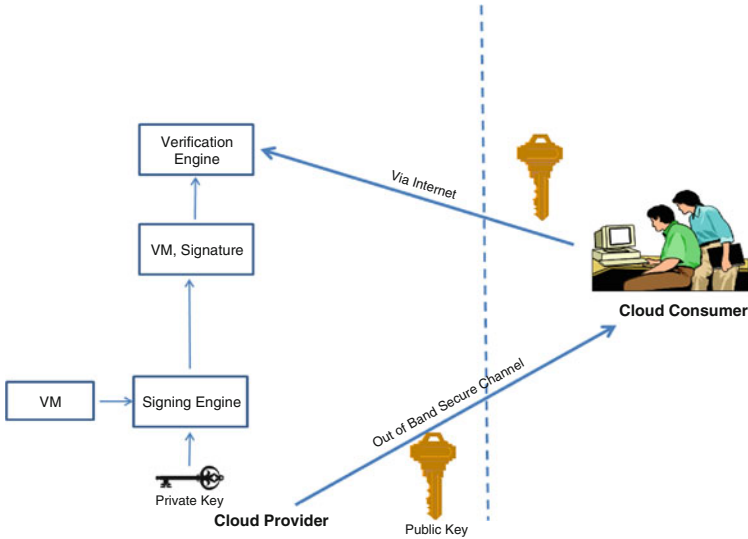 Verification
Engine
Via Internet
VM, Signature
Cloud Consumer
VM
Signing Engine
Out of Band Secure Channel
Private Key
Cloud Provider
Public Key